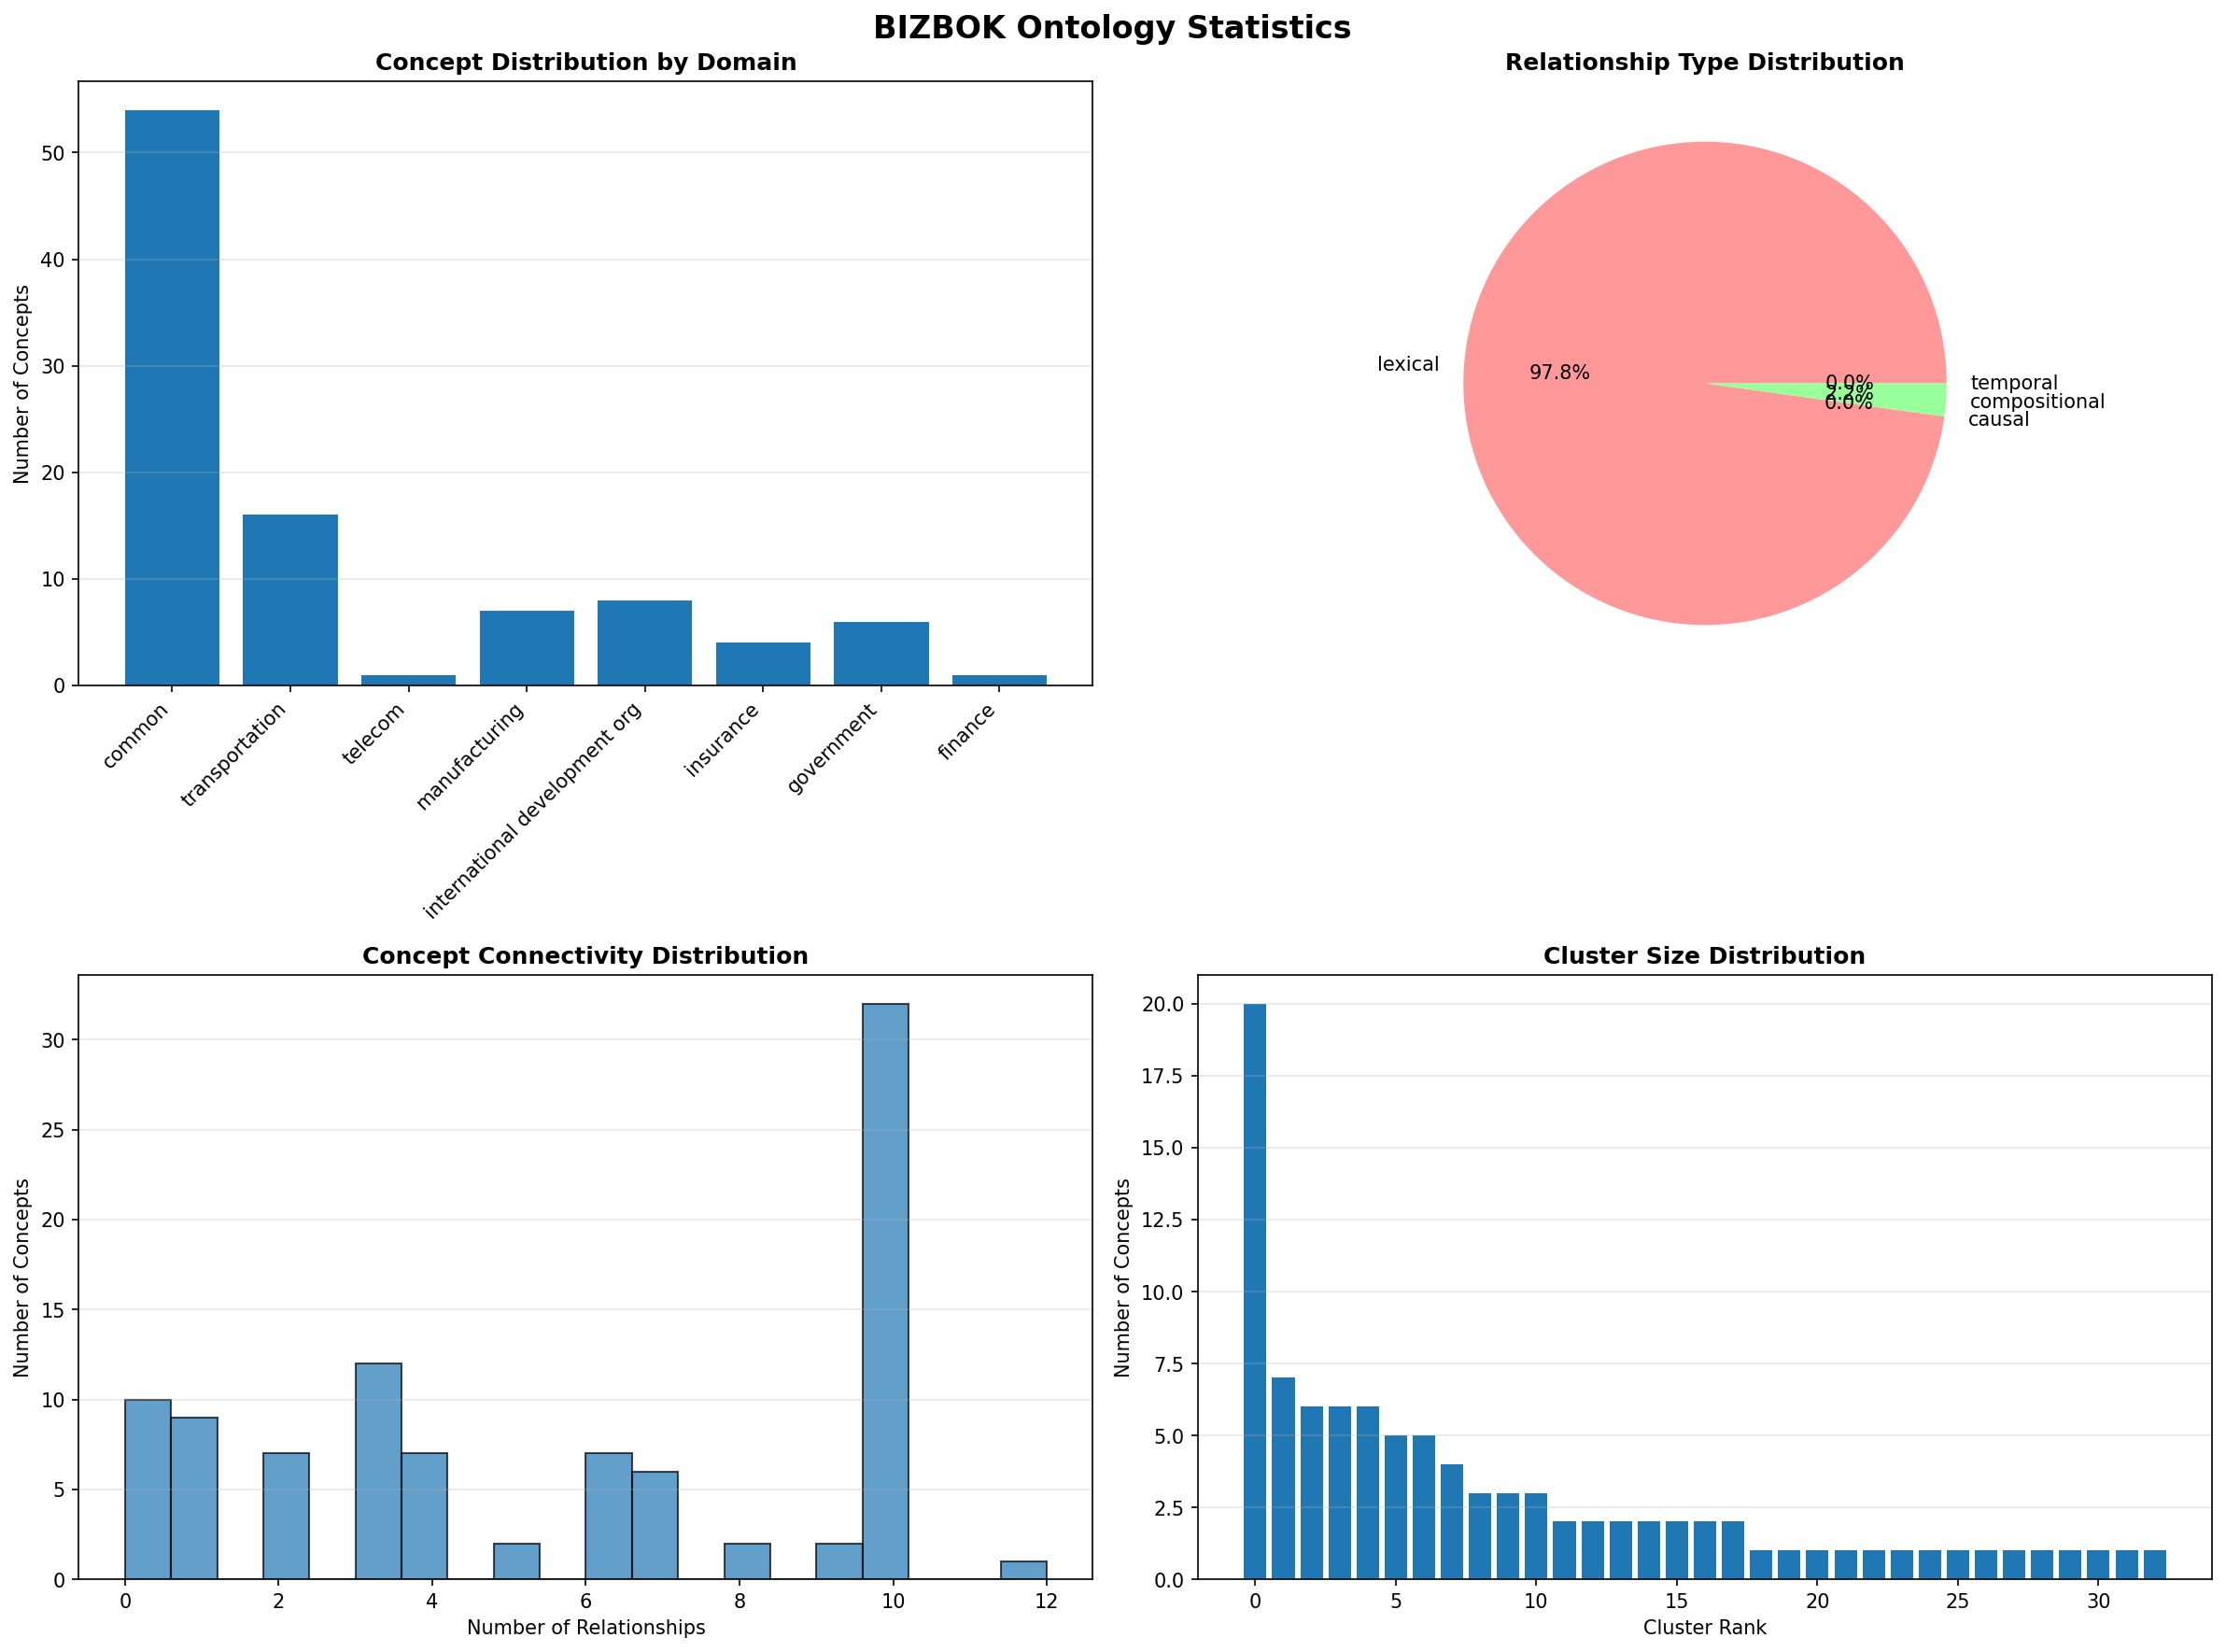 BIZBOK Ontology Statistics
Concept Distribution by Domain
Number of Concepts
50
40
30
20
10
0
common
transportation
telecom
manufacturing
international development org
insurance
government
finance
Relationship Type Distribution
lexical
97.8%
0.0%
2.2%
0.0%
temporal
compositional
causal
Concept Connectivity Distribution
Number of Concepts
30
25
20
15
10
5
0
0 2 4 6 8 10 12
Number of Relationships
Cluster Size Distribution
Number of Concepts
20.0
17.5
15.0
12.5
10.0
7.5
5.0
2.5
0.0
0 5 10 15 20 25 30
Cluster Rank